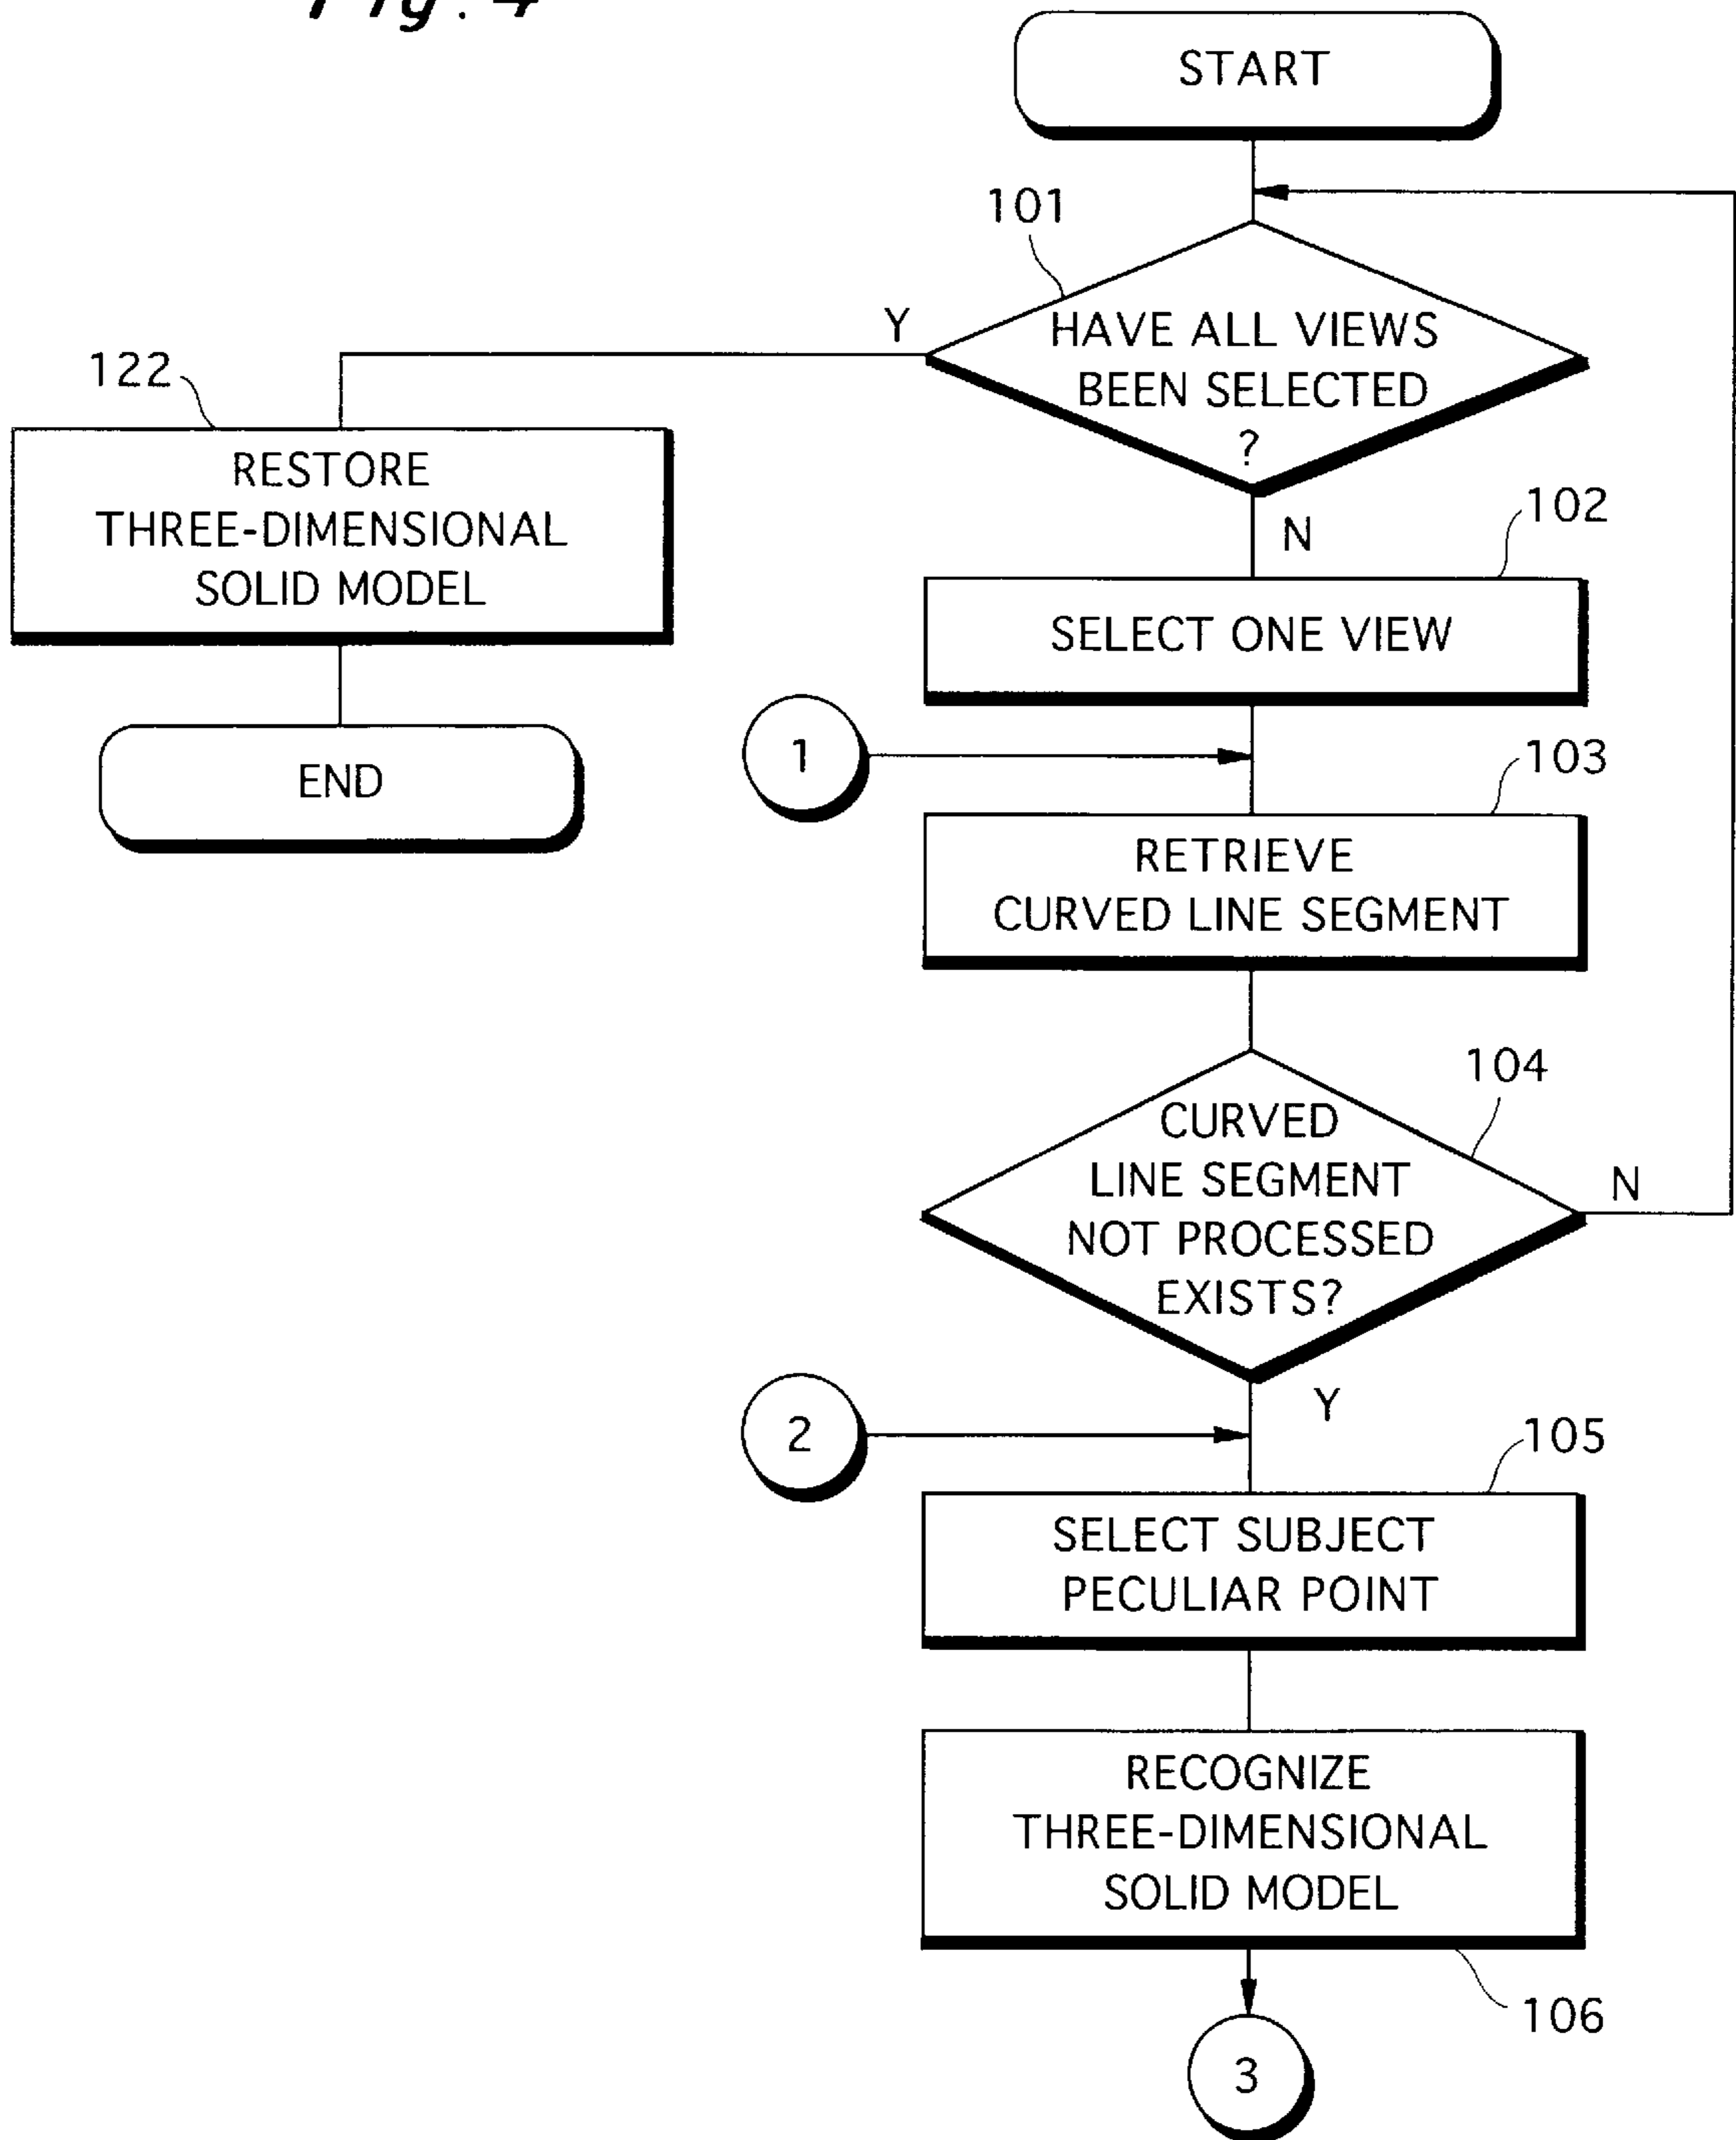 Fig. 4
START
101
HAVE ALL VIEWS
BEEN SELECTED
?
Y
N
122
RESTORE
THREE-DIMENSIONAL
SOLID MODEL
END
102
SELECT ONE VIEW
1
103
RETRIEVE
CURVED LINE SEGMENT
104
CURVED
LINE SEGMENT
NOT PROCESSED
EXISTS?
N
Y
2
105
SELECT SUBJECT
PECULIAR POINT
RECOGNIZE
THREE-DIMENSIONAL
SOLID MODEL
106
3